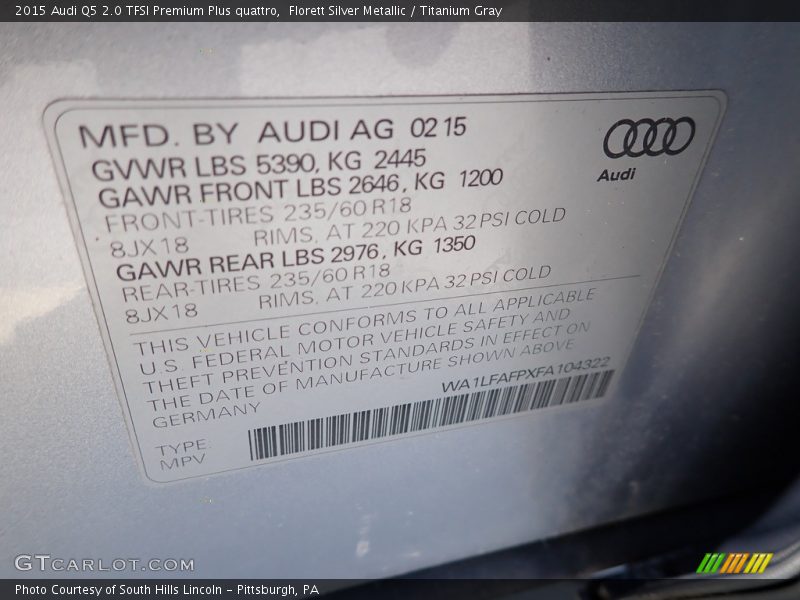 2015 Audi Q5 2.0 TFSI Premium Plus quattro, Florett Silver Metallic / Titanium Gray
MFD. BY AUDI AG 02 15
GVWR LBS 5390, KG 2445
GAWR FRONT LBS 2646, KG 1200
FRONT-TIRES 235/60 R18
8JX18 RIMS, AT 220 KPA 32 PSI COLD
GAWR REAR LBS 2976, KG 1350
REAR-TIRES 235/60 R18
8JX18 RIMS, AT 220 KPA 32 PSI COLD
Audi
THIS VEHICLE CONFORMS TO ALL APPLICABLE
U.S. FEDERAL MOTOR VEHICLE SAFETY AND
THEFT PREVENTION STANDARDS IN EFFECT ON
THE DATE OF MANUFACTURE SHOWN ABOVE
GERMANY WA1LFAFPXFA104322
TYPE:
MPV
GTCARLOT.COM
Photo Courtesy of South Hills Lincoln – Pittsburgh, PA